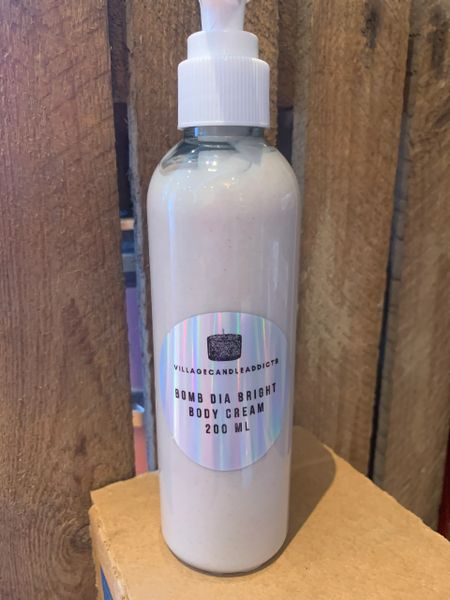 VILLAGECANDLEADDICTS
BOMB DIA BRIGHT
BODY CREAM
200 ML